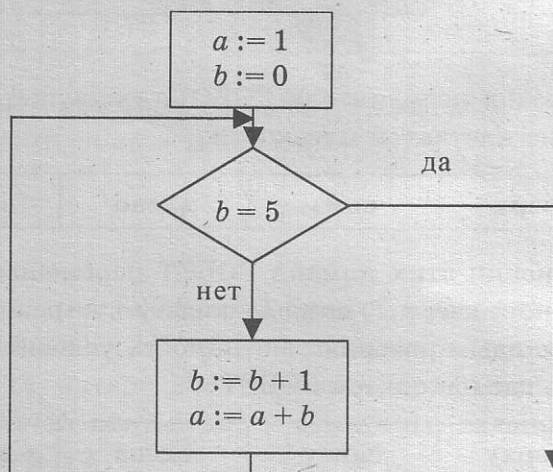 a := 1
b := 0
да
b = 5
нет
b := b + 1
a := a + b